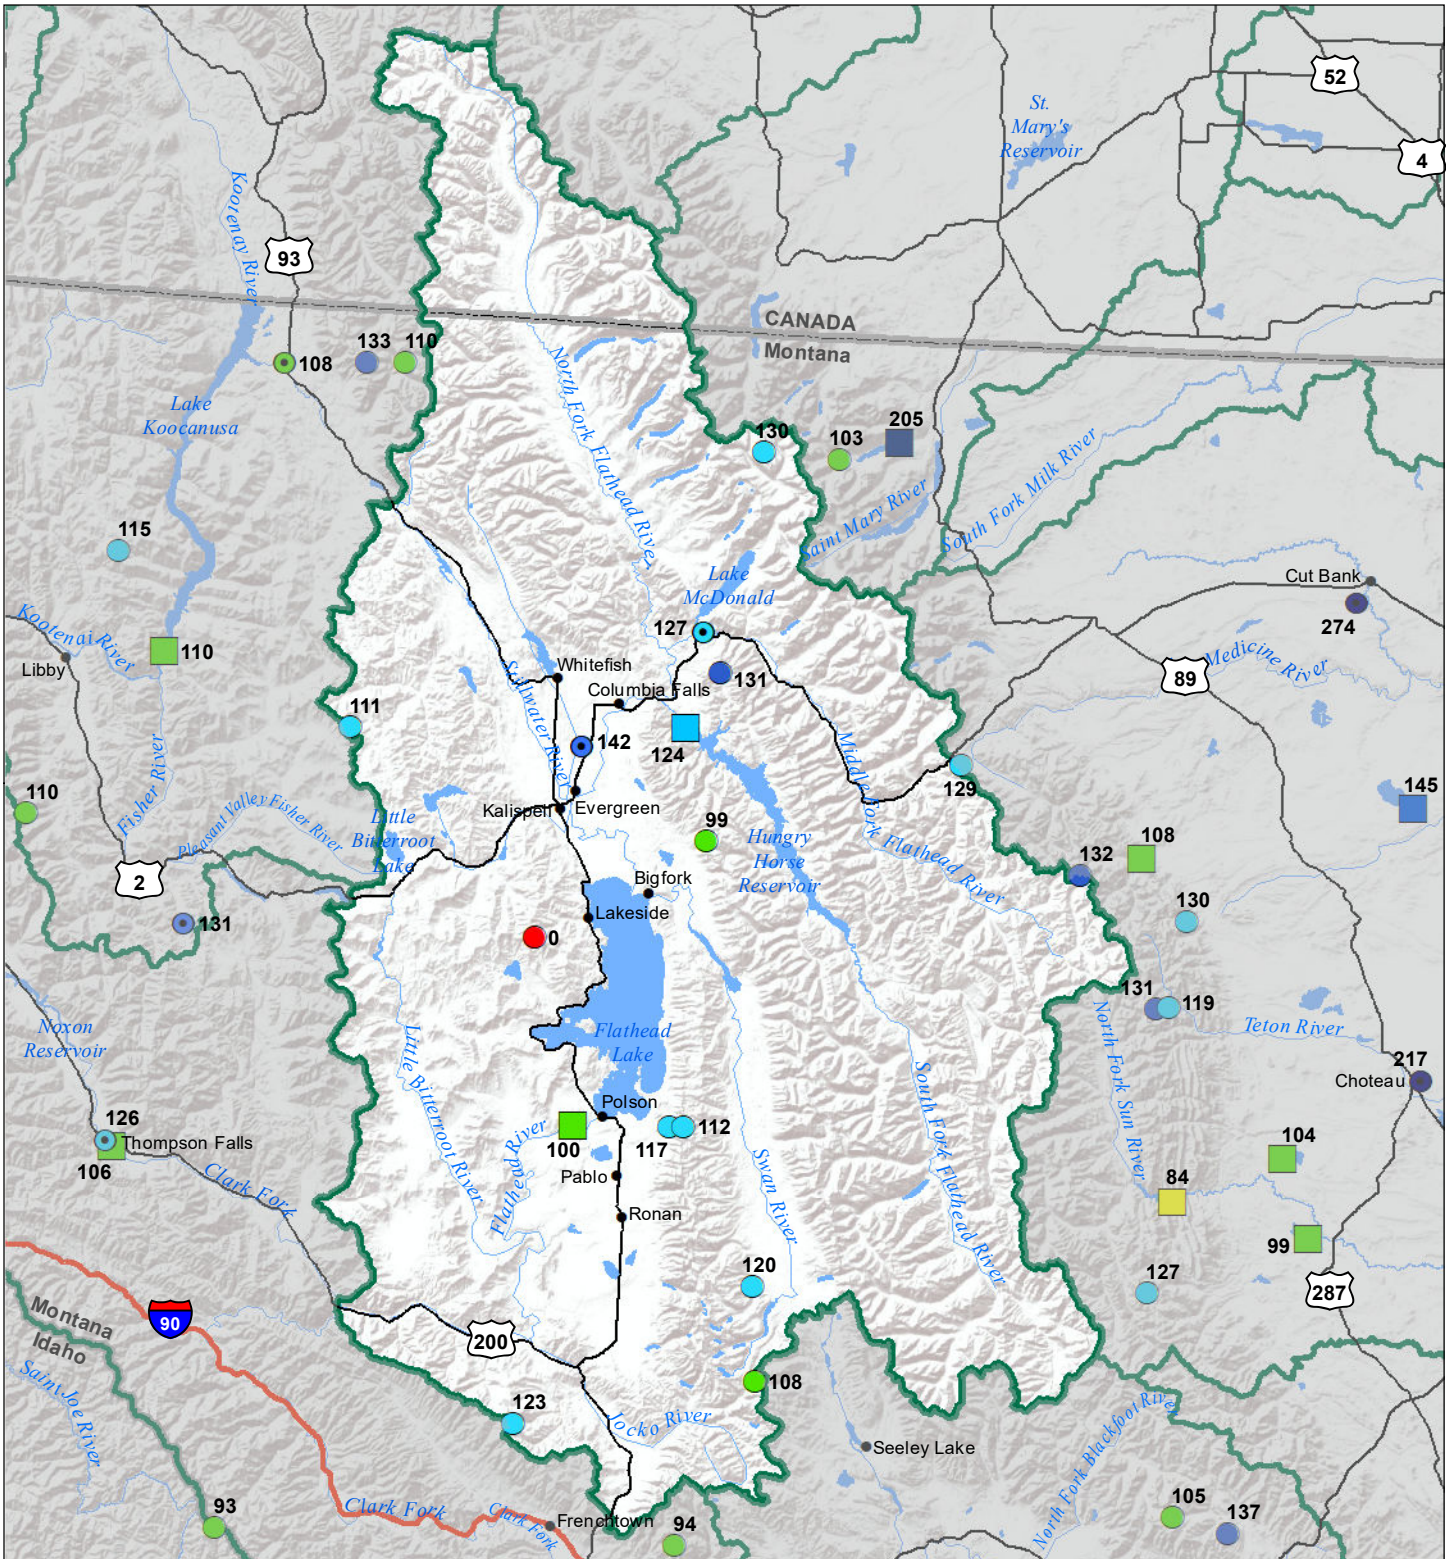 52
4
St.
Mary's
Reservoir
Kootenay River
93
CANADA
Montana
108
133
110
North Fork Flathead River
Lake
Koocanusa
130
103
205
South Fork Milk River
Saint Mary River
115
Lake
McDonald
Cut Bank
274
Kootenai River
Libby
110
127
131
Whitefish
Columbia Falls
Stillwater River
Medicine River
89
111
142
124
Middle Fork Flathead River
129
145
110
Fisher River
Pleasant Valley Fisher River
Little
Bitterroot
Lake
Kalispell
Evergreen
99
Hungry
Horse
Reservoir
108
132
2
131
Bigfork
Lakeside
0
130
131
119
Noxon
Reservoir
Little Bitterroot River
Flathead
Lake
North Fork Sun River
Teton River
217
Choteau
126
Thompson Falls
106
Polson
100
117
112
South Fork Flathead River
104
Clark Fork
Flathead River
Pablo
Swan River
84
Ronan
99
120
127
287
Montana
Idaho
90
200
Saint Joe River
108
123
Jocko River
Seeley Lake
North Fork Blackfoot River
93
Clark Fork
Clark Fork
Frenchtown
94
105
137